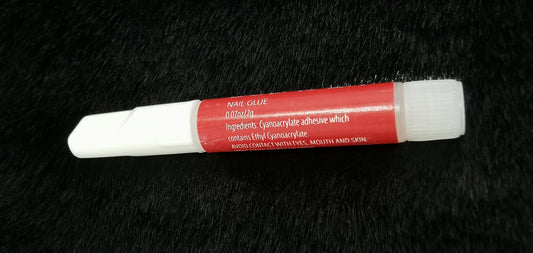 NAIL GLUE
0.07oz/2g
Ingredients: Cyanoacrylate adhesive which
contains Ethyl Cyanoacrylate.
AVOID CONTACT WITH EYES, MOUTH AND SKIN.